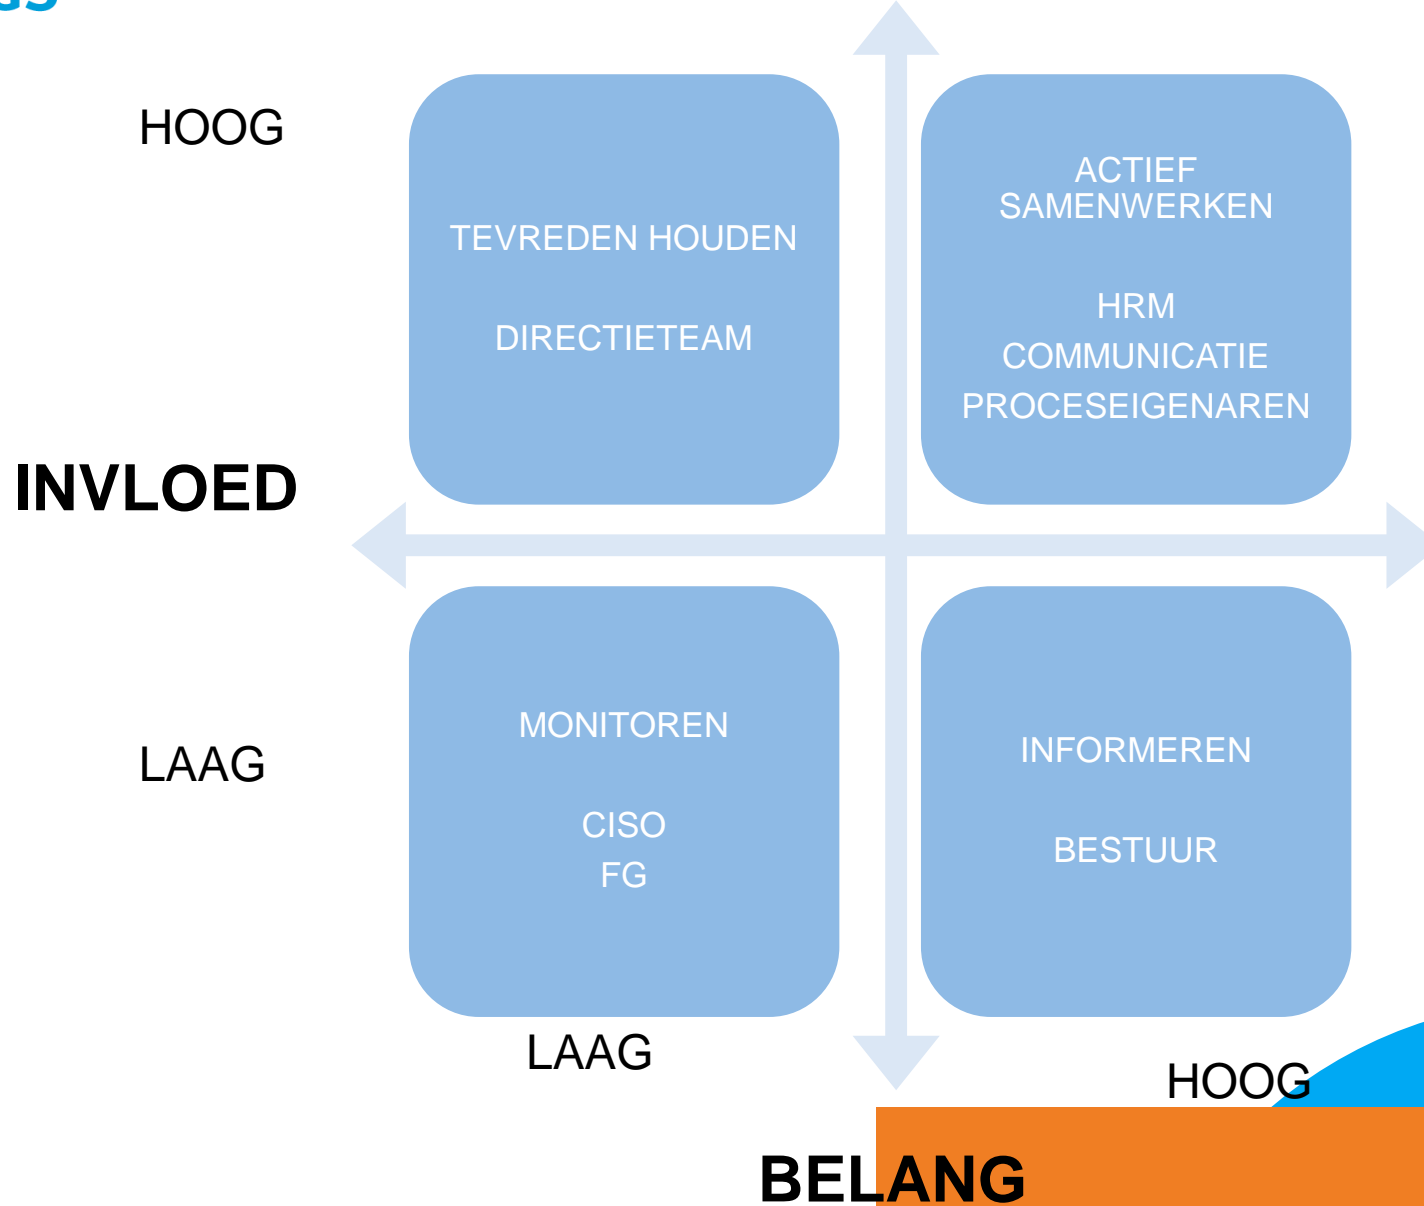 HOOG
TEVREDEN HOUDEN
DIRECTIETEAM
ACTIEF
SAMENWERKEN
HRM
COMMUNICATIE
PROCESEIGENAREN
INVLOED
LAAG
MONITOREN
CISO
FG
INFORMEREN
BESTUUR
LAAG
HOOG
BELANG